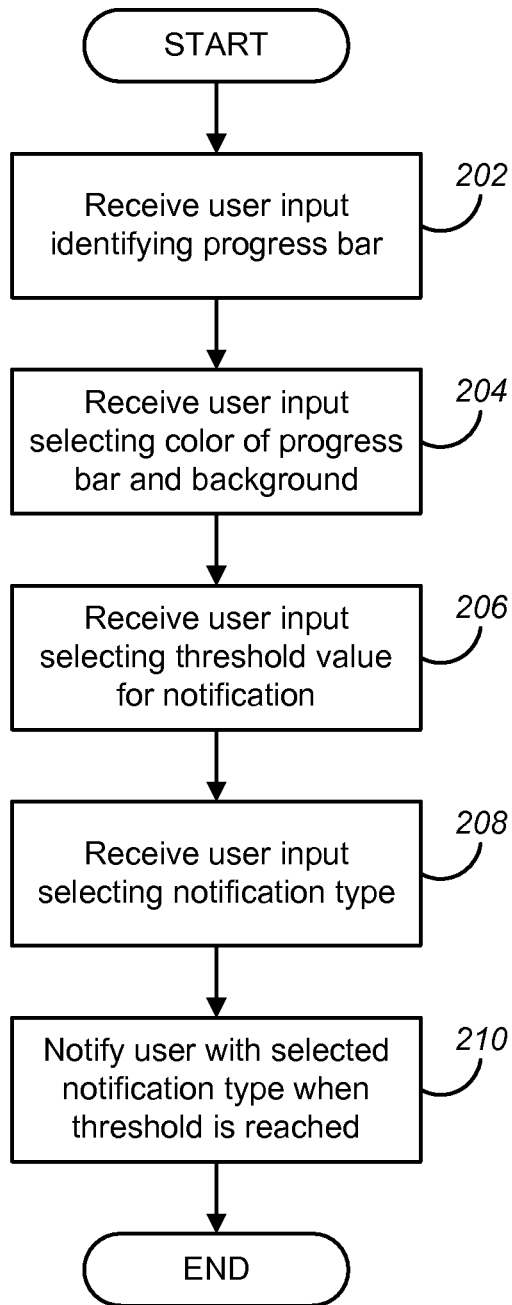 START
202
Receive user input
identifying progress bar
204
Receive user input
selecting color of progress
bar and background
206
Receive user input
selecting threshold value
for notification
208
Receive user input
selecting notification type
210
Notify user with selected
notification type when
threshold is reached
END